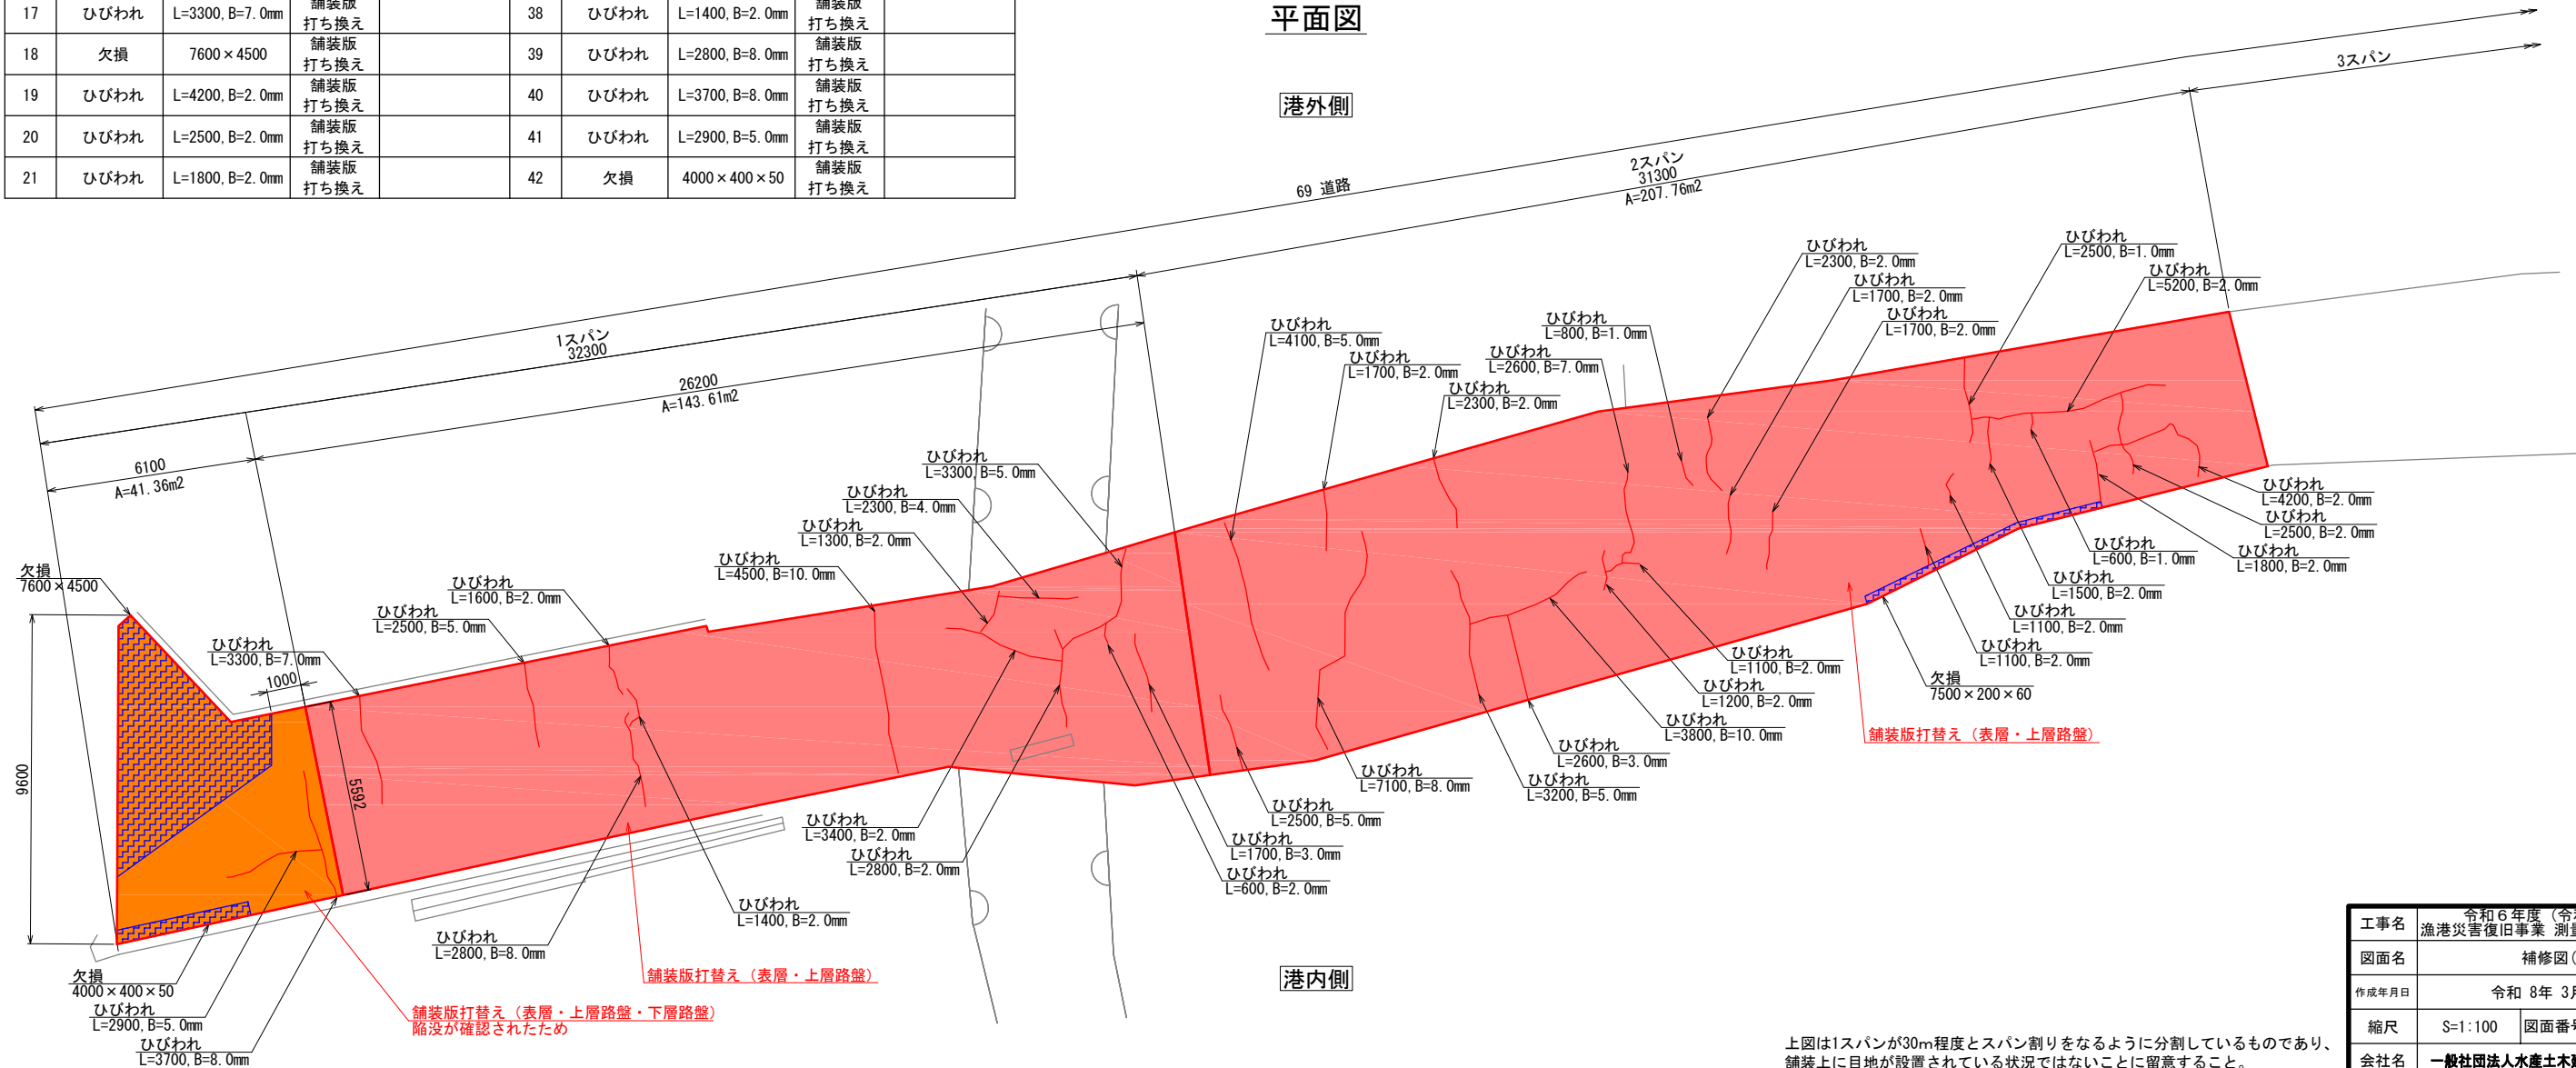 17 ひびわれ L=3300,B=7.0mm 舗装版 打ち換え 38 ひびわれ L=1400,B=2.0mm 舗装版 打ち換え
18 欠損 7600×4500 舗装版 打ち換え 39 ひびわれ L=2800,B=8.0mm 舗装版 打ち換え
19 ひびわれ L=4200,B=2.0mm 舗装版 打ち換え 40 ひびわれ L=3700,B=8.0mm 舗装版 打ち換え
20 ひびわれ L=2500,B=2.0mm 舗装版 打ち換え 41 ひびわれ L=2900,B=5.0mm 舗装版 打ち換え
21 ひびわれ L=1800,B=2.0mm 舗装版 打ち換え 42 欠損 4000×400×50 舗装版 打ち換え
平面図
港外側
3スパン
69 道路
2スパン
31300
A=207.76m2
1スパン
32300
26200
A=143.61m2
6100
A=41.36m2
ひびわれ
L=2300,B=2.0mm
ひびわれ
L=2500,B=1.0mm
ひびわれ
L=1700,B=2.0mm
ひびわれ
L=5200,B=2.0mm
ひびわれ
L=1700,B=2.0mm
ひびわれ
L=800,B=1.0mm
ひびわれ
L=4100,B=5.0mm
ひびわれ
L=1700,B=2.0mm
ひびわれ
L=2600,B=7.0mm
ひびわれ
L=2300,B=2.0mm
ひびわれ
L=3300,B=5.0mm
ひびわれ
L=2300,B=4.0mm
ひびわれ
L=1300,B=2.0mm
ひびわれ
L=4500,B=10.0mm
ひびわれ
L=1600,B=2.0mm
ひびわれ
L=2500,B=5.0mm
欠損
7600×4500
ひびわれ
L=3300,B=7.0mm
1000
9600
5592
ひびわれ
L=4200,B=2.0mm
ひびわれ
L=2500,B=2.0mm
ひびわれ
L=1800,B=2.0mm
ひびわれ
L=600,B=1.0mm
ひびわれ
L=1500,B=2.0mm
ひびわれ
L=1100,B=2.0mm
ひびわれ
L=1100,B=2.0mm
欠損
7500×200×60
舗装版打替え（表層・上層路盤）
ひびわれ
L=1100,B=2.0mm
ひびわれ
L=1200,B=2.0mm
ひびわれ
L=3800,B=10.0mm
ひびわれ
L=2600,B=3.0mm
ひびわれ
L=3200,B=5.0mm
ひびわれ
L=7100,B=8.0mm
ひびわれ
L=2500,B=5.0mm
ひびわれ
L=1700,B=3.0mm
ひびわれ
L=600,B=2.0mm
ひびわれ
L=3400,B=2.0mm
ひびわれ
L=2800,B=2.0mm
ひびわれ
L=1400,B=2.0mm
ひびわれ
L=2800,B=8.0mm
舗装版打替え（表層・上層路盤）
舗装版打替え（表層・上層路盤・下層路盤）
陥没が確認されたため
欠損
4000×400×50
ひびわれ
L=2900,B=5.0mm
ひびわれ
L=3700,B=8.0mm
港内側
上図は1スパンが30m程度とスパン割りをなるように分割しているものであり、
舗装上に目地が設置されている状況ではないことに留意すること。
工事名 令和６年度（令
漁港災害復旧事業 測
図面名 補修図（
作成年月日 令和 8年 3
縮尺 S=1:100 図面番
会社名 一般社団法人水産土木